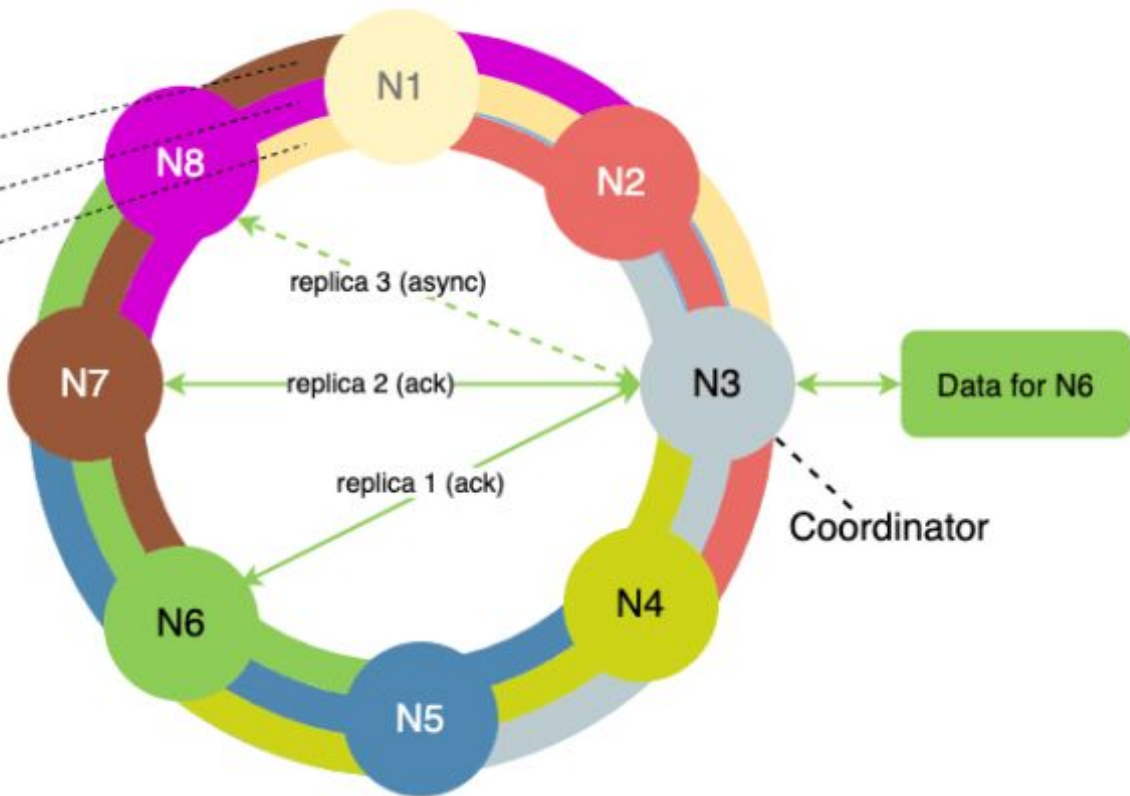 N1
N8
N2
replica 3 (async)
N7
replica 2 (ack)
N3
Data for N6
replica 1 (ack)
Coordinator
N4
N6
N5